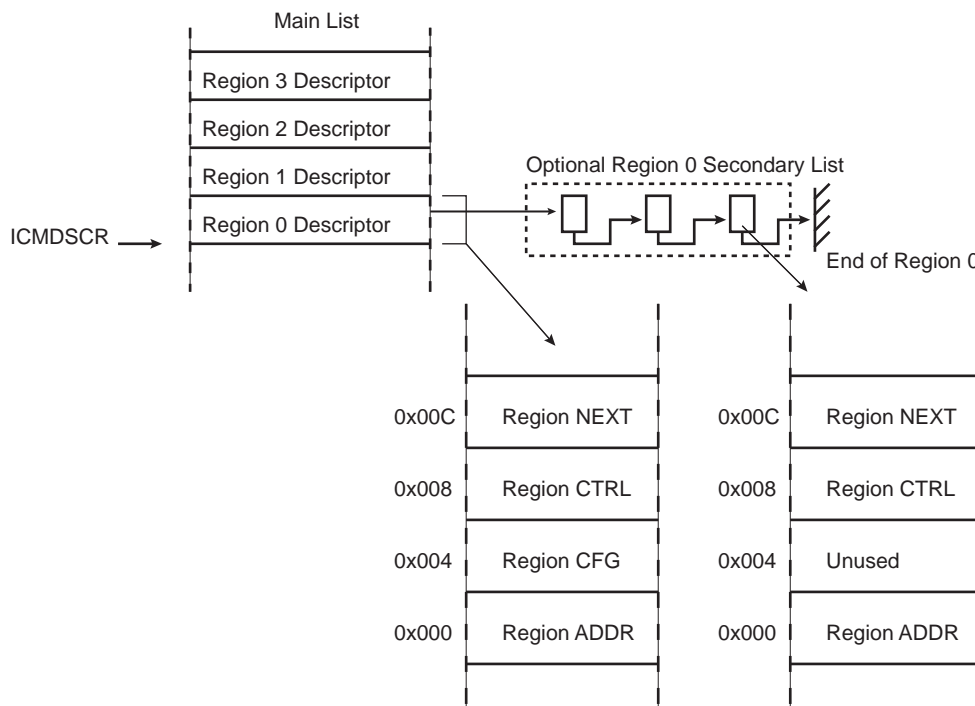 Main List
Region 3 Descriptor
Region 2 Descriptor
Region 1 Descriptor
Region 0 Descriptor
ICMDSCR
Optional Region 0 Secondary List
End of Region 0
0x00C Region NEXT
0x008 Region CTRL
0x004 Region CFG
0x000 Region ADDR
0x00C Region NEXT
0x008 Region CTRL
0x004 Unused
0x000 Region ADDR